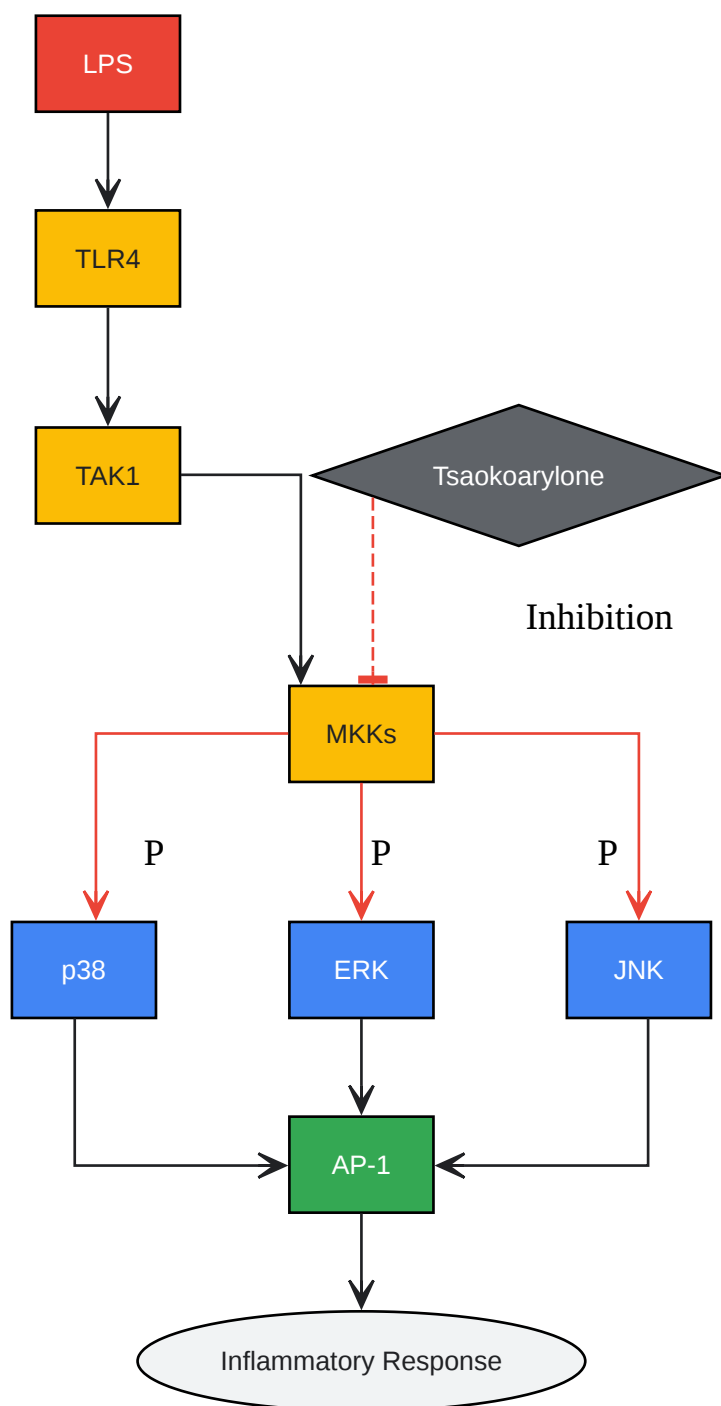 LPS
TLR4
TAK1
Tsaokoarylone
Inhibition
MKKs
P
P
P
p38
ERK
JNK
AP-1
Inflammatory Response